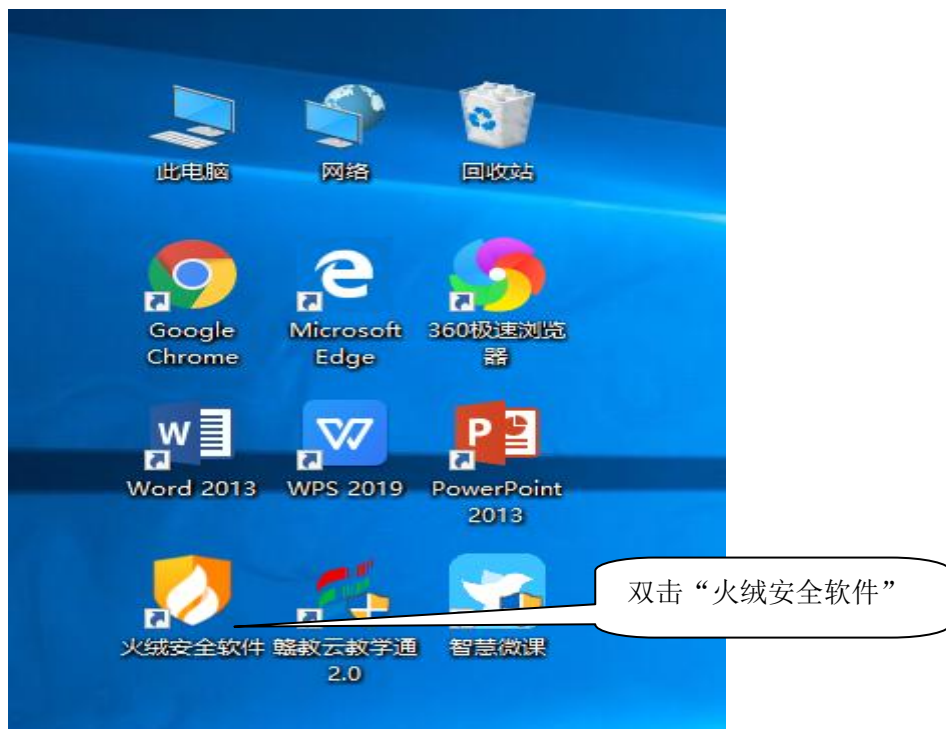 此电脑 网络 回收站
Google Microsoft 360极速浏览
Chrome Edge 器
Word 2013 WPS 2019 PowerPoint
2013
双击“火绒安全软件”
火绒安全软件 赣教云教学通 智慧微课
2.0